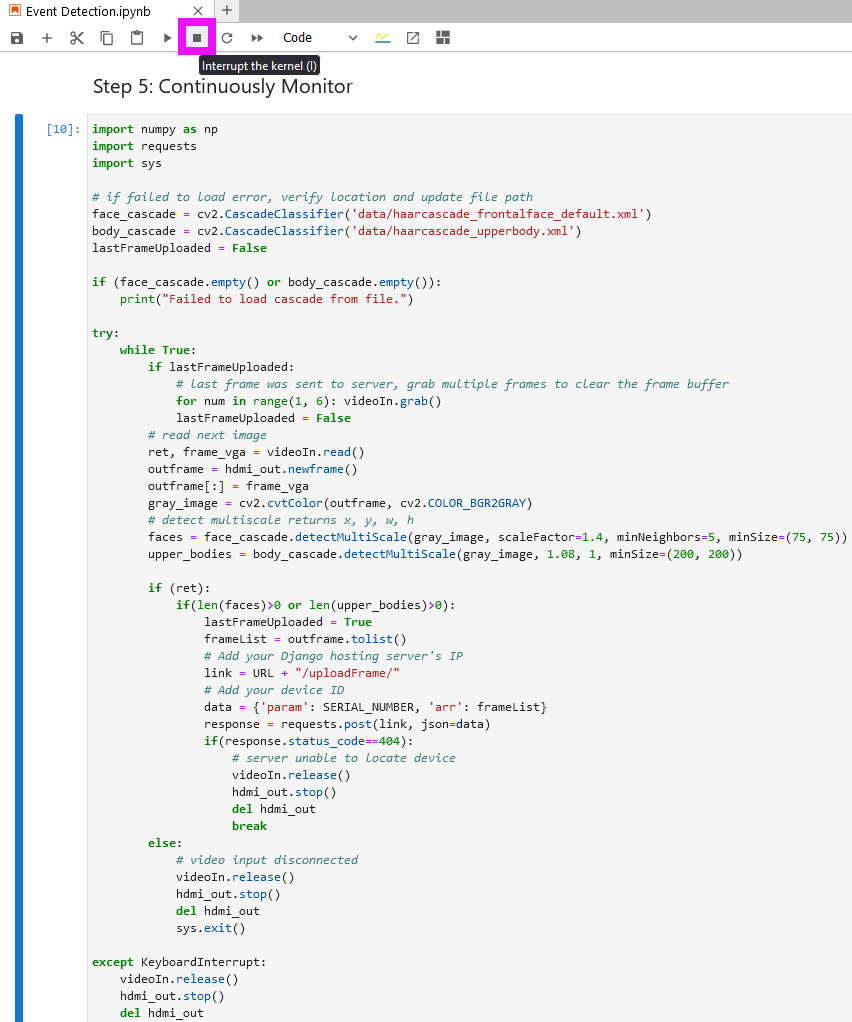 Event Detection.ipynb
Code
Interrupt the kernel (I)
Step 5: Continuously Monitor
[10]:
import numpy as np
import requests
import sys

# if failed to load error, verify location and update file path
face_cascade = cv2.CascadeClassifier('data/haarcascade_frontalface_default.xml')
body_cascade = cv2.CascadeClassifier('data/haarcascade_upperbody.xml')
lastFrameUploaded = False

if (face_cascade.empty() or body_cascade.empty()):
    print("Failed to load cascade from file.")

try:
    while True:
        if lastFrameUploaded:
            # last frame was sent to server, grab multiple frames to clear the frame buffer
            for num in range(1, 6): videoIn.grab()
            lastFrameUploaded = False
        # read next image
        ret, frame_vga = videoIn.read()
        outframe = hdmi_out.newframe()
        outframe[:] = frame_vga
        gray_image = cv2.cvtColor(outframe, cv2.COLOR_BGR2GRAY)
        # detect multiscale returns x, y, w, h
        faces = face_cascade.detectMultiScale(gray_image, scaleFactor=1.4, minNeighbors=5, minSize=(75, 75))
        upper_bodies = body_cascade.detectMultiScale(gray_image, 1.08, 1, minSize=(200, 200))

        if (ret):
            if(len(faces)>0 or len(upper_bodies)>0):
                lastFrameUploaded = True
                frameList = outframe.tolist()
                # Add your Django hosting server's IP
                link = URL + "/uploadFrame/"
                # Add your device ID
                data = {'param': SERIAL_NUMBER, 'arr': frameList}
                response = requests.post(link, json=data)
                if(response.status_code==404):
                    # server unable to locate device
                    videoIn.release()
                    hdmi_out.stop()
                    del hdmi_out
                    break
        else:
            # video input disconnected
            videoIn.release()
            hdmi_out.stop()
            del hdmi_out
            sys.exit()

except KeyboardInterrupt:
    videoIn.release()
    hdmi_out.stop()
    del hdmi_out